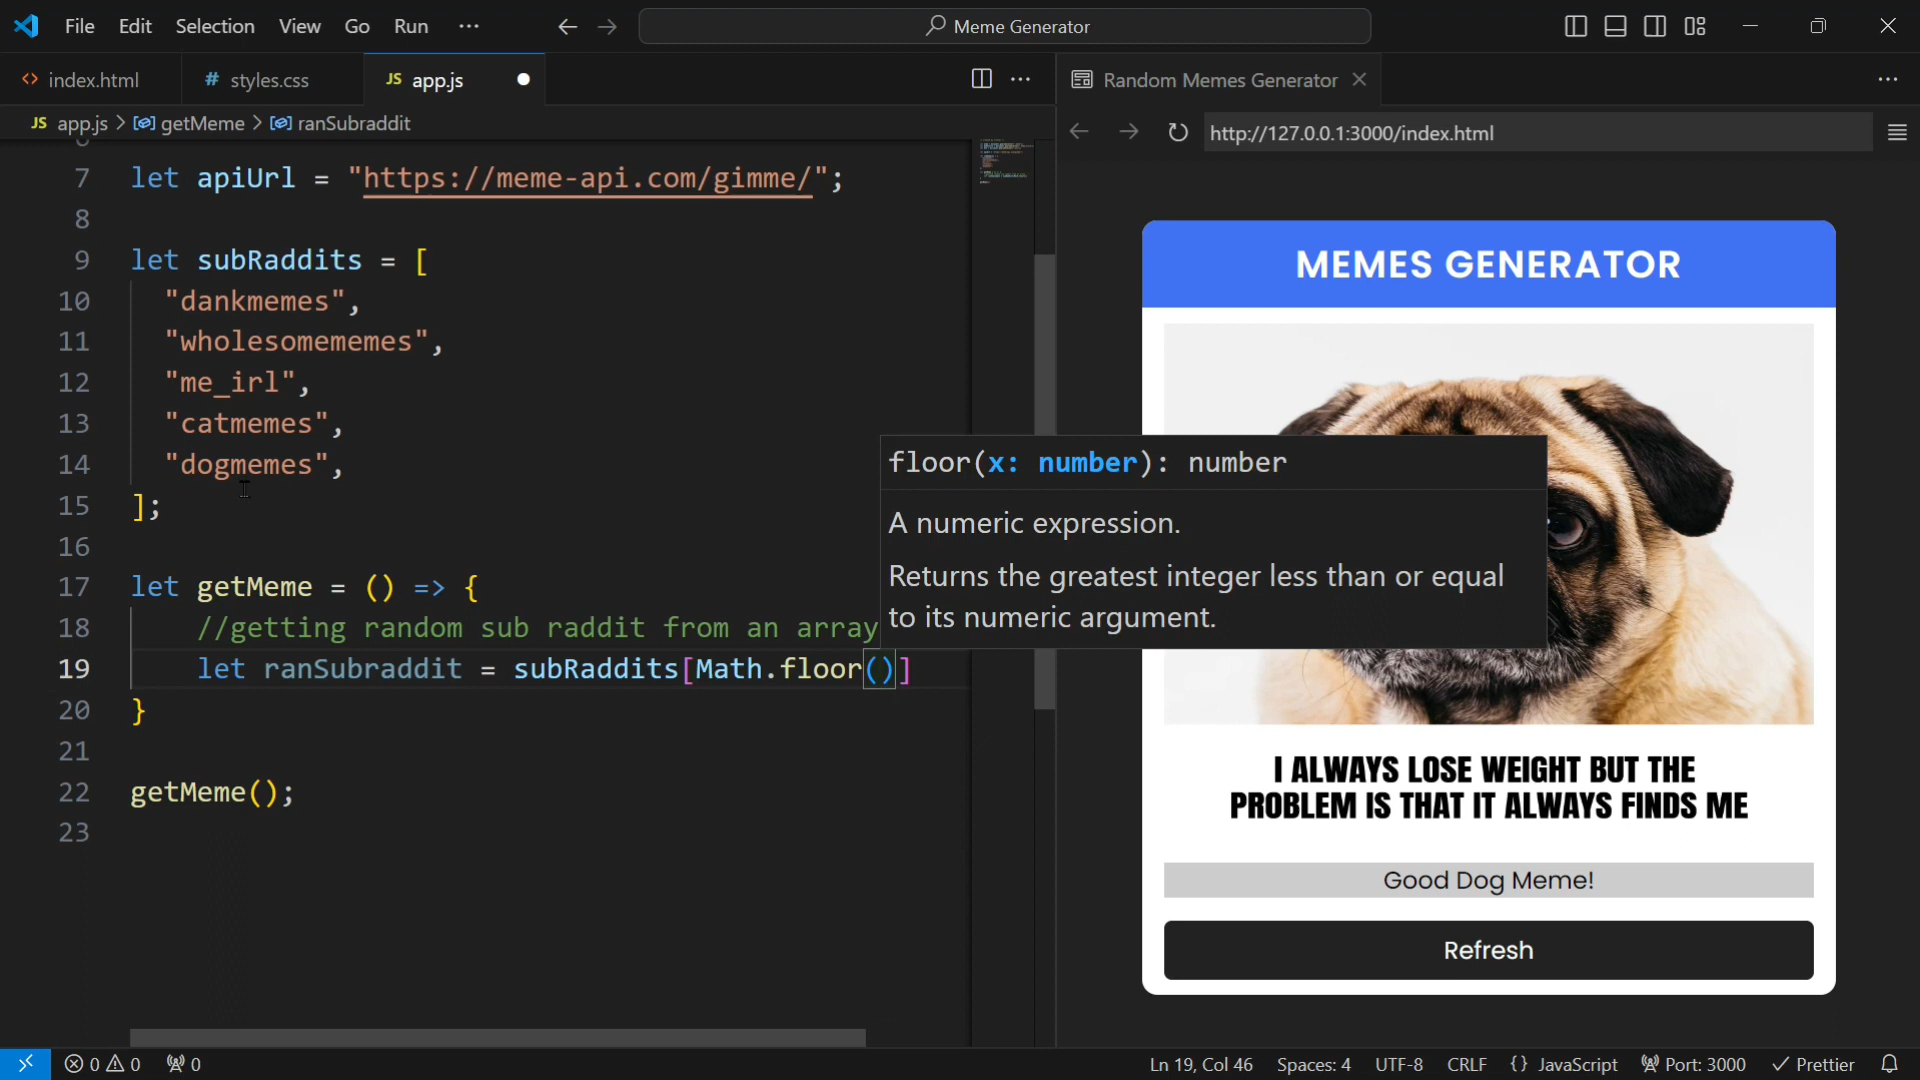 File Edit Selection View Go Run ···
Meme Generator
index.html
# styles.css
JS app.js
Random Memes Generator
JS app.js > getMeme > ranSubraddit
http://127.0.0.1:3000/index.html
7 let apiUrl = "https://meme-api.com/gimme/";
8
9 let subRaddits = [
10 "dankmemes",
11 "wholesomememes",
12 "me_irl",
13 "catmemes",
14 "dogmemes",
15 ];
16
17 let getMeme = () => {
18 //getting random sub raddit from an array
19 let ranSubraddit = subRaddits[Math.floor()]
20 }
21
22 getMeme();
23
floor(x: number): number
A numeric expression.
Returns the greatest integer less than or equal
to its numeric argument.
MEMES GENERATOR
I ALWAYS LOSE WEIGHT BUT THE
PROBLEM IS THAT IT ALWAYS FINDS ME
Good Dog Meme!
Refresh
0 0 0
Ln 19, Col 46 Spaces: 4 UTF-8 CRLF {} JavaScript Port: 3000 Prettier